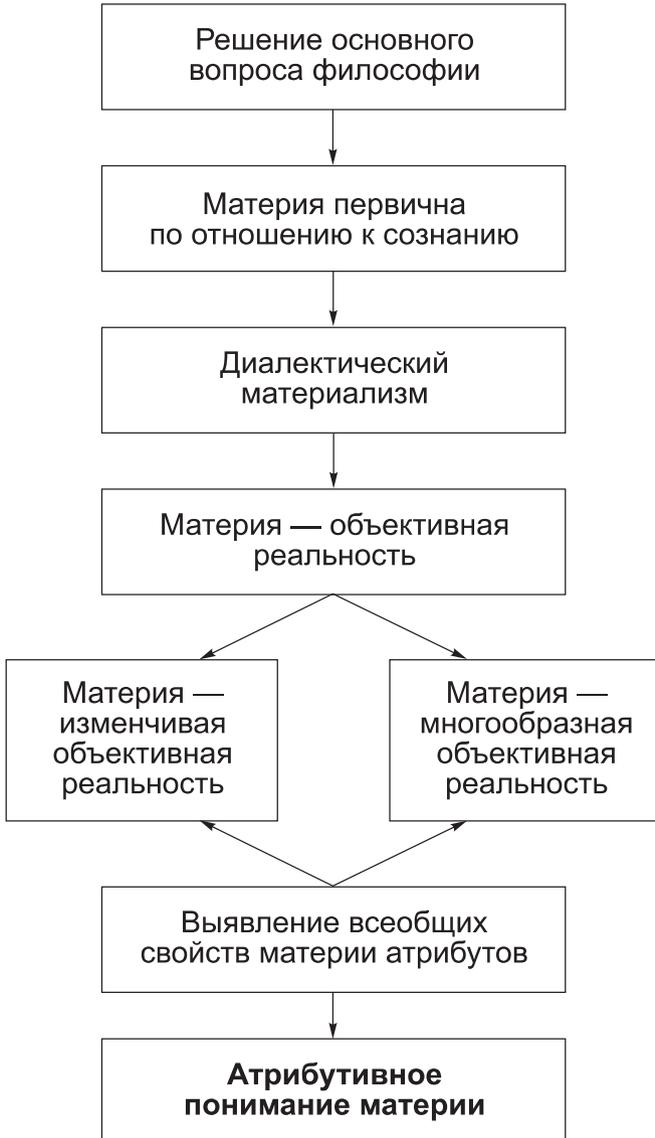 Решение основного
вопроса философии
Материя первична
по отношению к сознанию
Диалектический
материализм
Материя — объективная
реальность
Материя —
изменчивая
объективная
реальность
Материя —
многообразная
объективная
реальность
Выявление всеобщих
свойств материи атрибутов
Атрибутивное
понимание материи